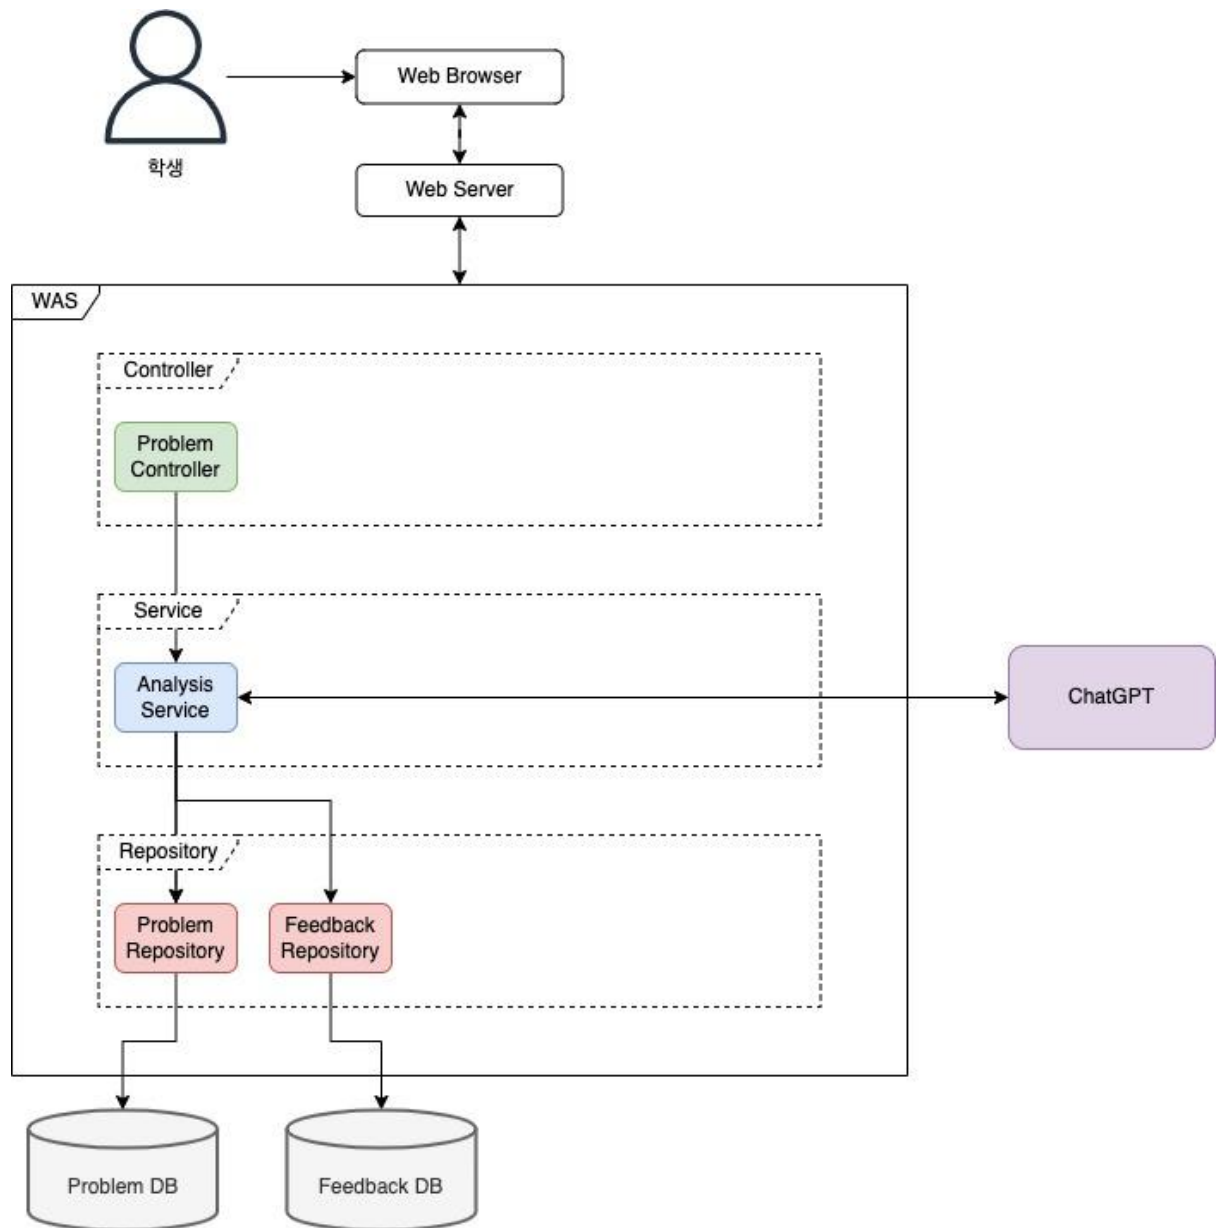 Web Browser
학생
Web Server
WAS
Controller
Problem
Controller
Service
Analysis
Service
ChatGPT
Repository
Problem
Repository
Feedback
Repository
Problem DB
Feedback DB